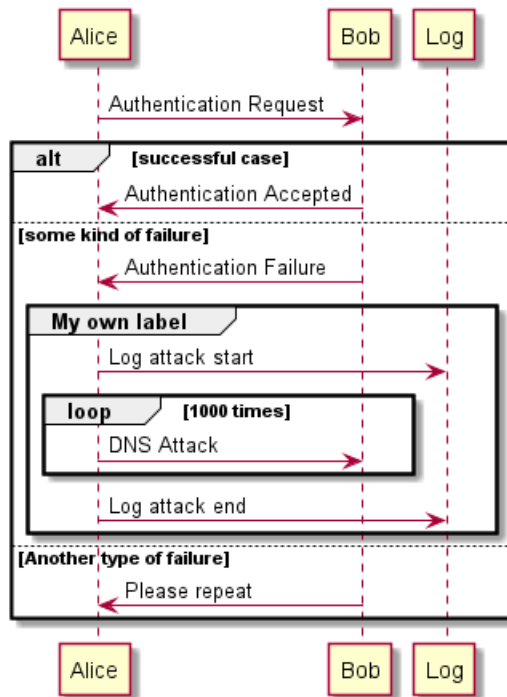 Alice Bob Log
Authentication Request
alt [successful case]
Authentication Accepted
[some kind of failure]
Authentication Failure
My own label
Log attack start
loop [1000 times]
DNS Attack
Log attack end
[Another type of failure]
Please repeat
Alice Bob Log